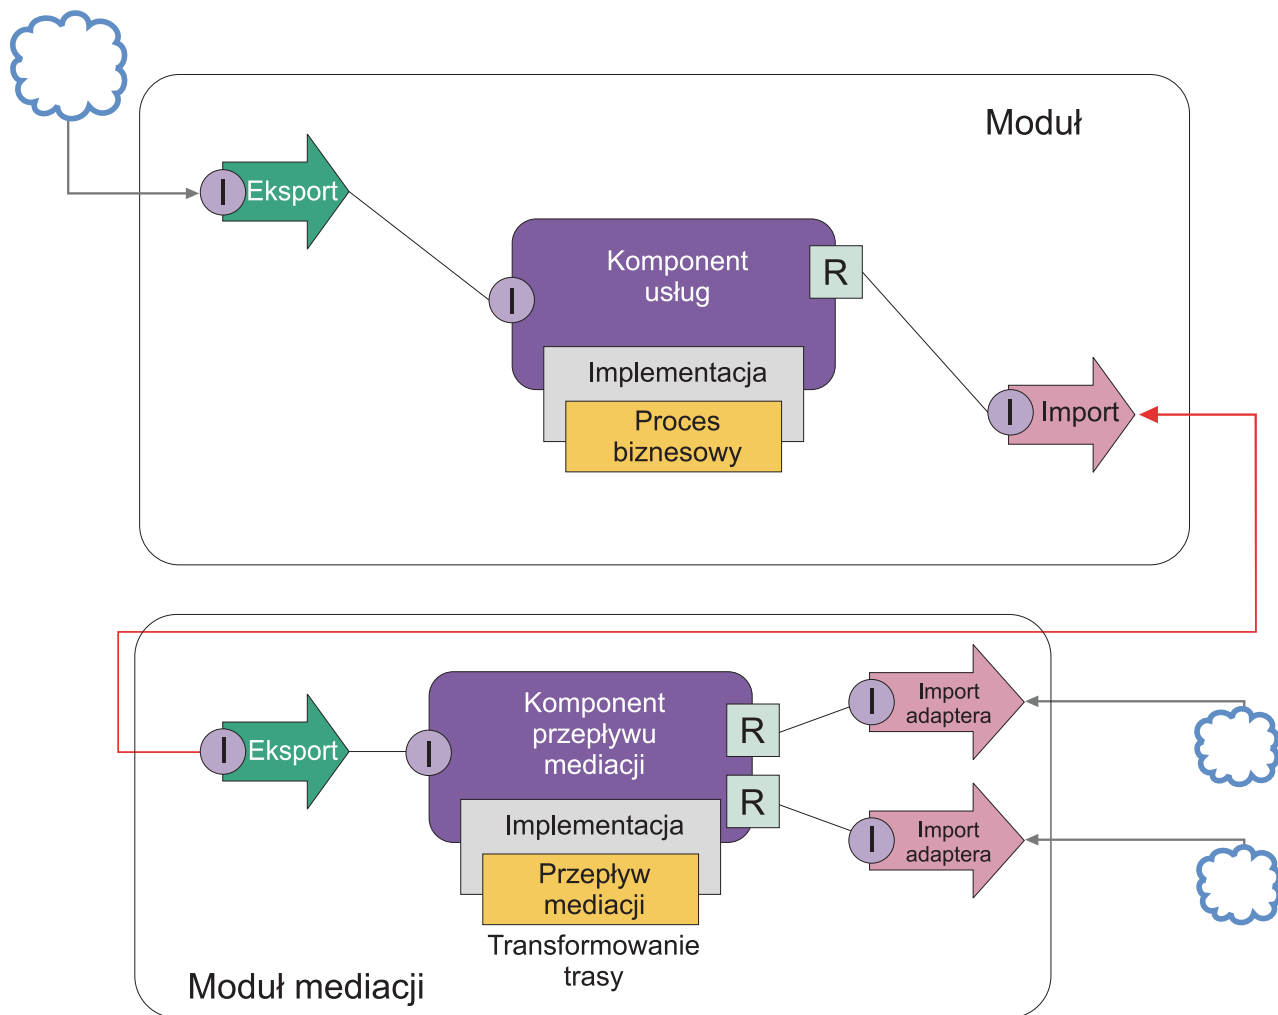 Moduł
I
Eksport
Komponent
usług
R
I
Implementacja
Proces
biznesowy
I
Import
Komponent
przepływu
mediacji
R
R
I
Import
adaptera
I
Eksport
I
Implementacja
I
Import
adaptera
Przepływ
mediacji
Transformowanie
trasy
Moduł mediacji